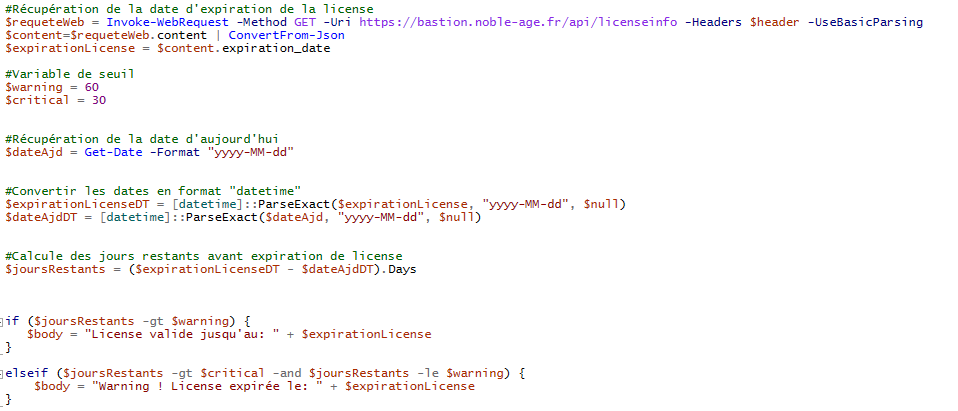 #Récupération de la date d'expiration de la license
$requeteWeb = Invoke-WebRequest -Method GET -Uri https://bastion.noble-age.fr/api/licenseinfo -Headers $header -UseBasicParsing
$content=$requeteWeb.content | ConvertFrom-Json
$expirationLicense = $content.expiration_date
#Variable de seuil
$warning = 60
$critical = 30
#Récupération de la date d'aujourd'hui
$dateAjd = Get-Date -Format "yyyy-MM-dd"
#Convertir les dates en format "datetime"
$expirationLicenseDT = [datetime]::ParseExact($expirationLicense, "yyyy-MM-dd", $null)
$dateAjdDT = [datetime]::ParseExact($dateAjd, "yyyy-MM-dd", $null)
#Calcule des jours restants avant expiration de license
$joursRestants = ($expirationLicenseDT - $dateAjdDT).Days
if ($joursRestants -gt $warning) {
$body = "License valide jusqu'au: " + $expirationLicense
}
elseif ($joursRestants -gt $critical -and $joursRestants -le $warning) {
$body = "Warning ! License expirée le: " + $expirationLicense
}